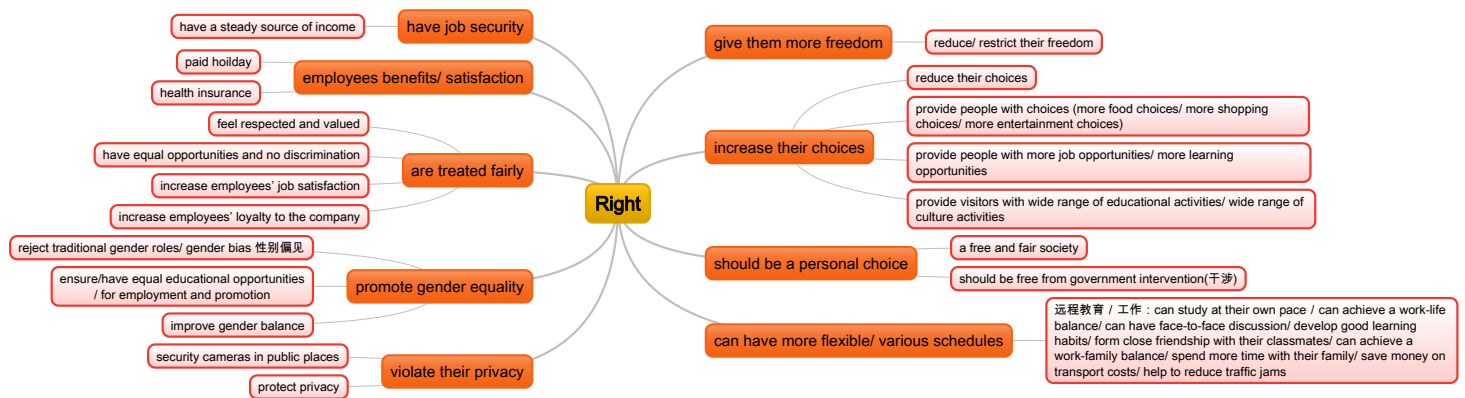 Right
have job security
have a steady source of income
employees benefits/ satisfaction
paid hoilday
health insurance
are treated fairly
feel respected and valued
have equal opportunities and no discrimination
increase employees' job satisfaction
increase employees' loyalty to the company
promote gender equality
reject traditional gender roles/ gender bias 性别偏见
ensure/have equal educational opportunities
/ for employment and promotion
improve gender balance
violate their privacy
security cameras in public places
protect privacy
give them more freedom
reduce/ restrict their freedom
increase their choices
reduce their choices
provide people with choices (more food choices/ more shopping
choices/ more entertainment choices)
provide people with more job opportunities/ more learning
opportunities
provide visitors with wide range of educational activities/ wide range of
culture activities
should be a personal choice
a free and fair society
should be free from government intervention(干涉)
can have more flexible/ various schedules
远程教育 / 工作：can study at their own pace / can achieve a work-life
balance/ can have face-to-face discussion/ develop good learning
habits/ form close friendship with their classmates/ can achieve a
work-family balance/ spend more time with their family/ save money on
transport costs/ help to reduce traffic jams